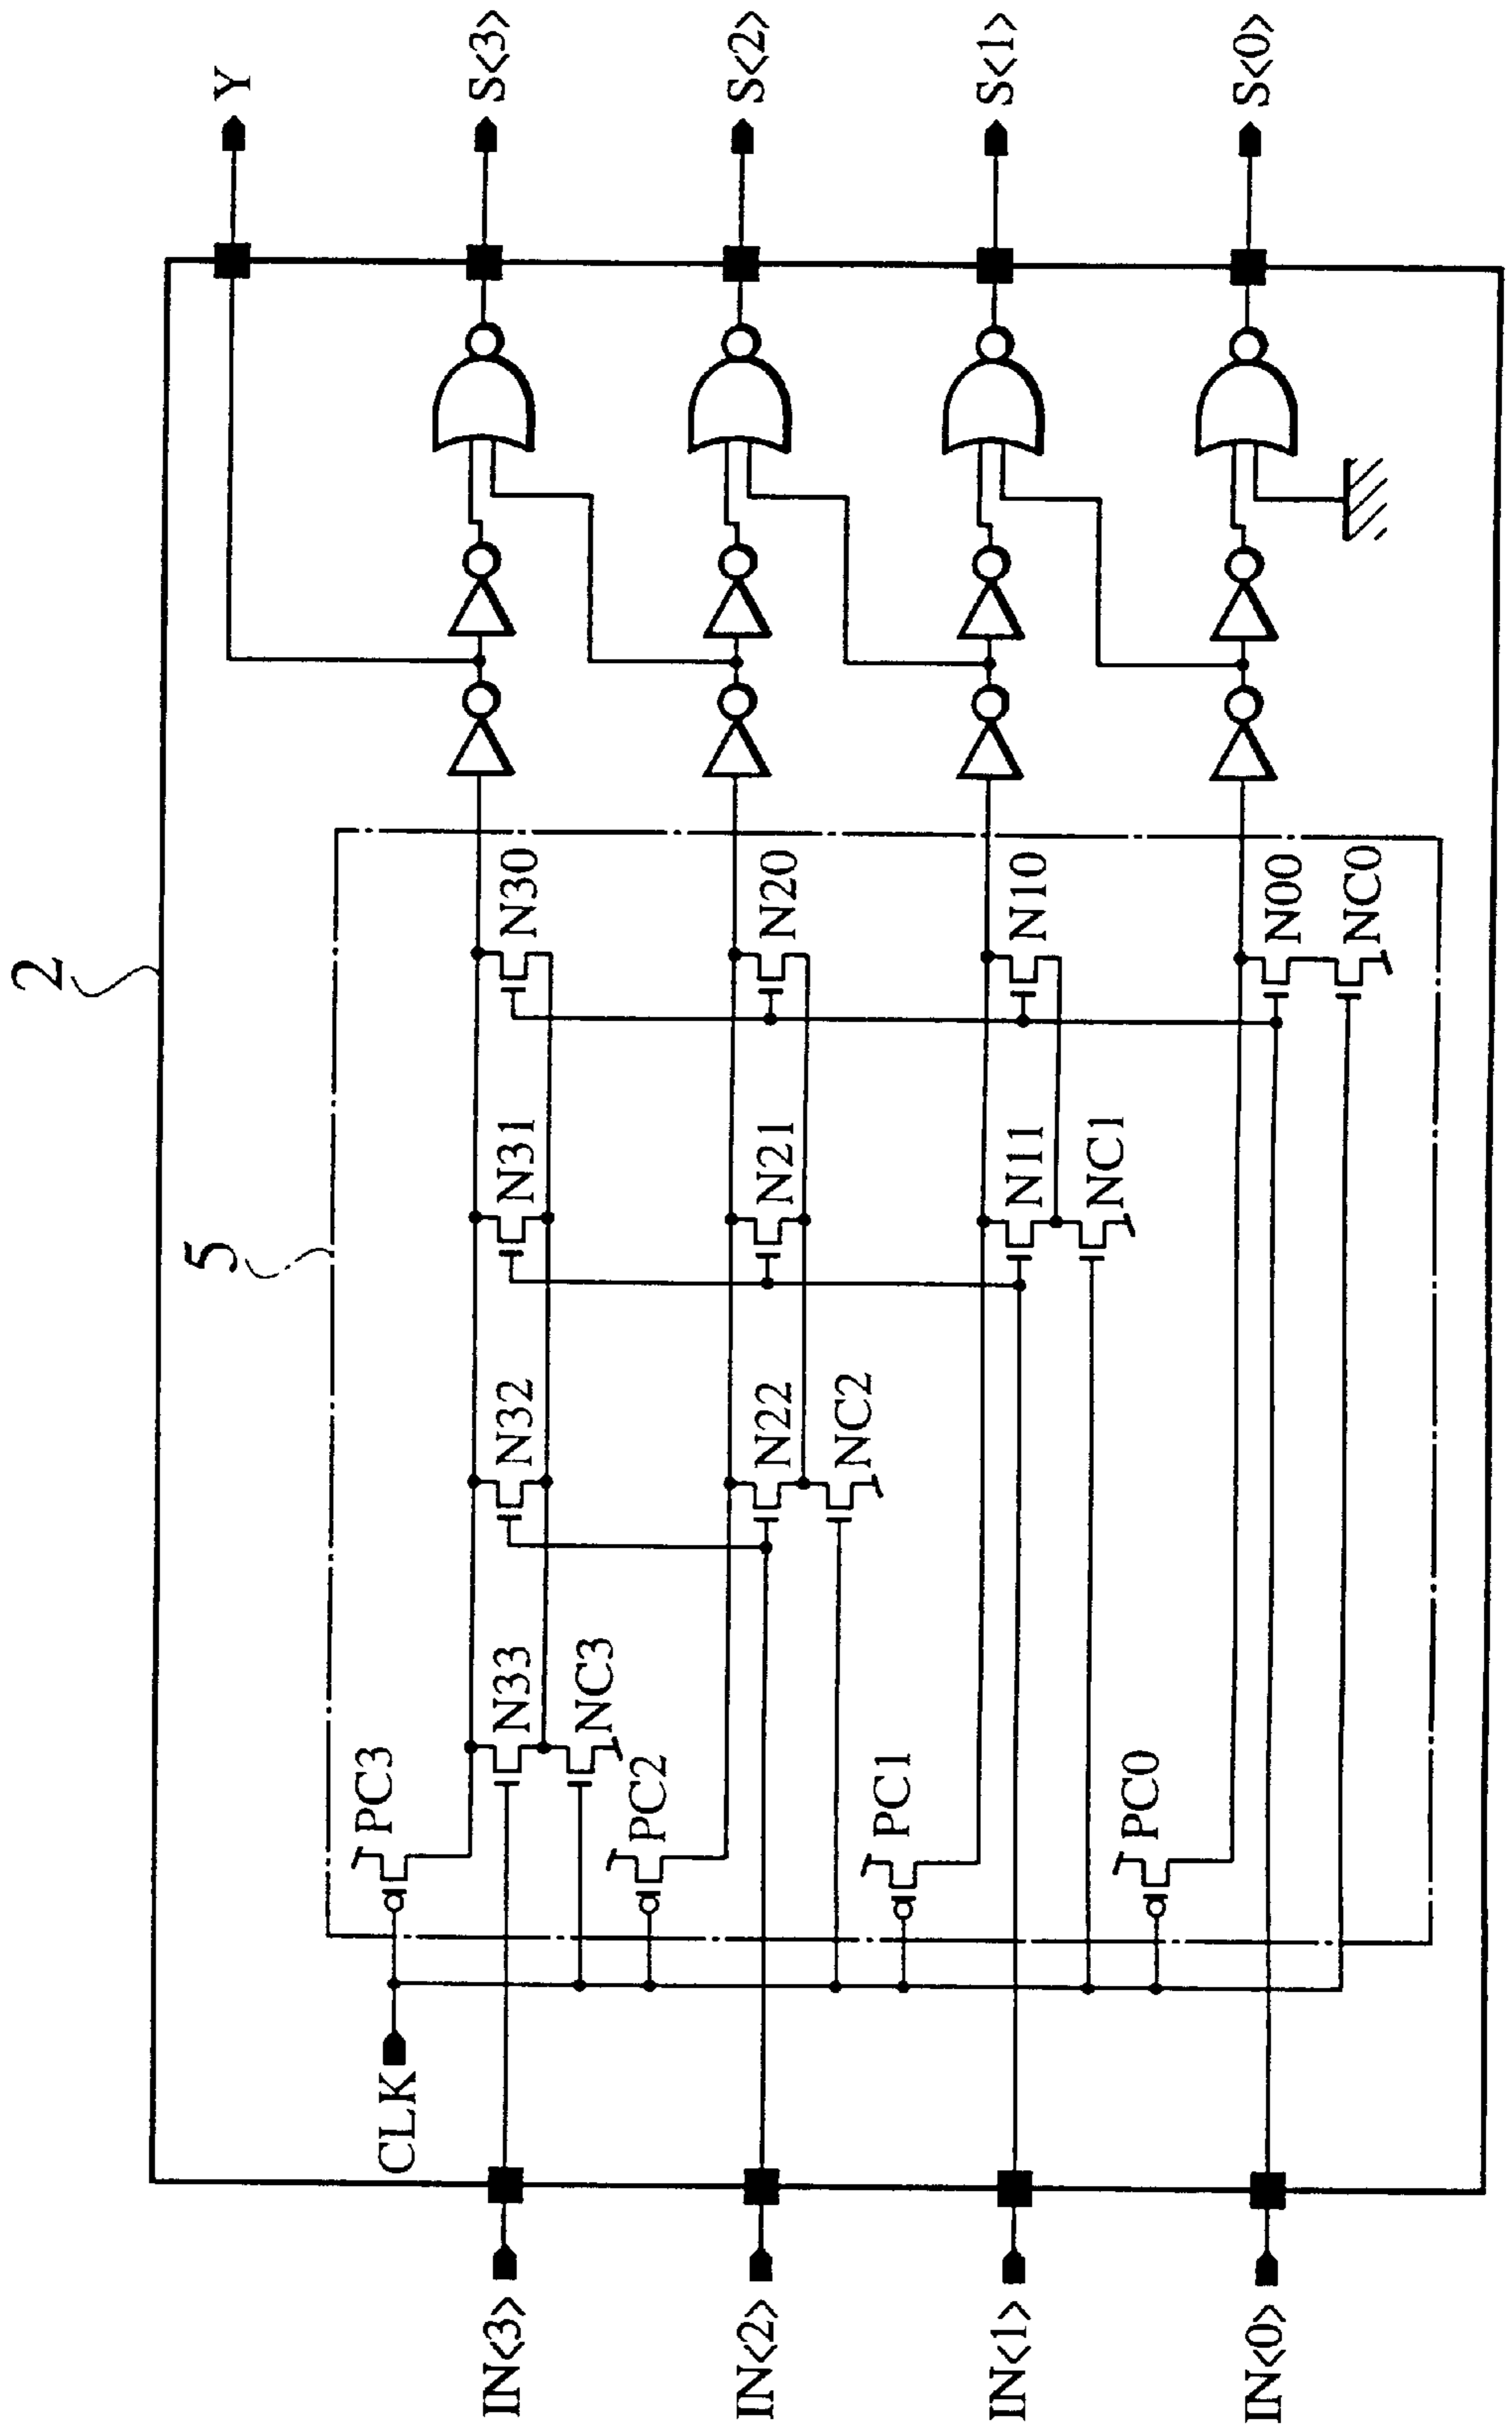 2
5
Y
S<3>
S<2>
S<1>
S<0>
CLK
IN<3>
IN<2>
IN<1>
IN<0>
PC3
N33
N32
N31
N30
NC3
PC2
N22
N21
N20
NC2
PC1
N11
N10
NC1
PC0
N00
NC0